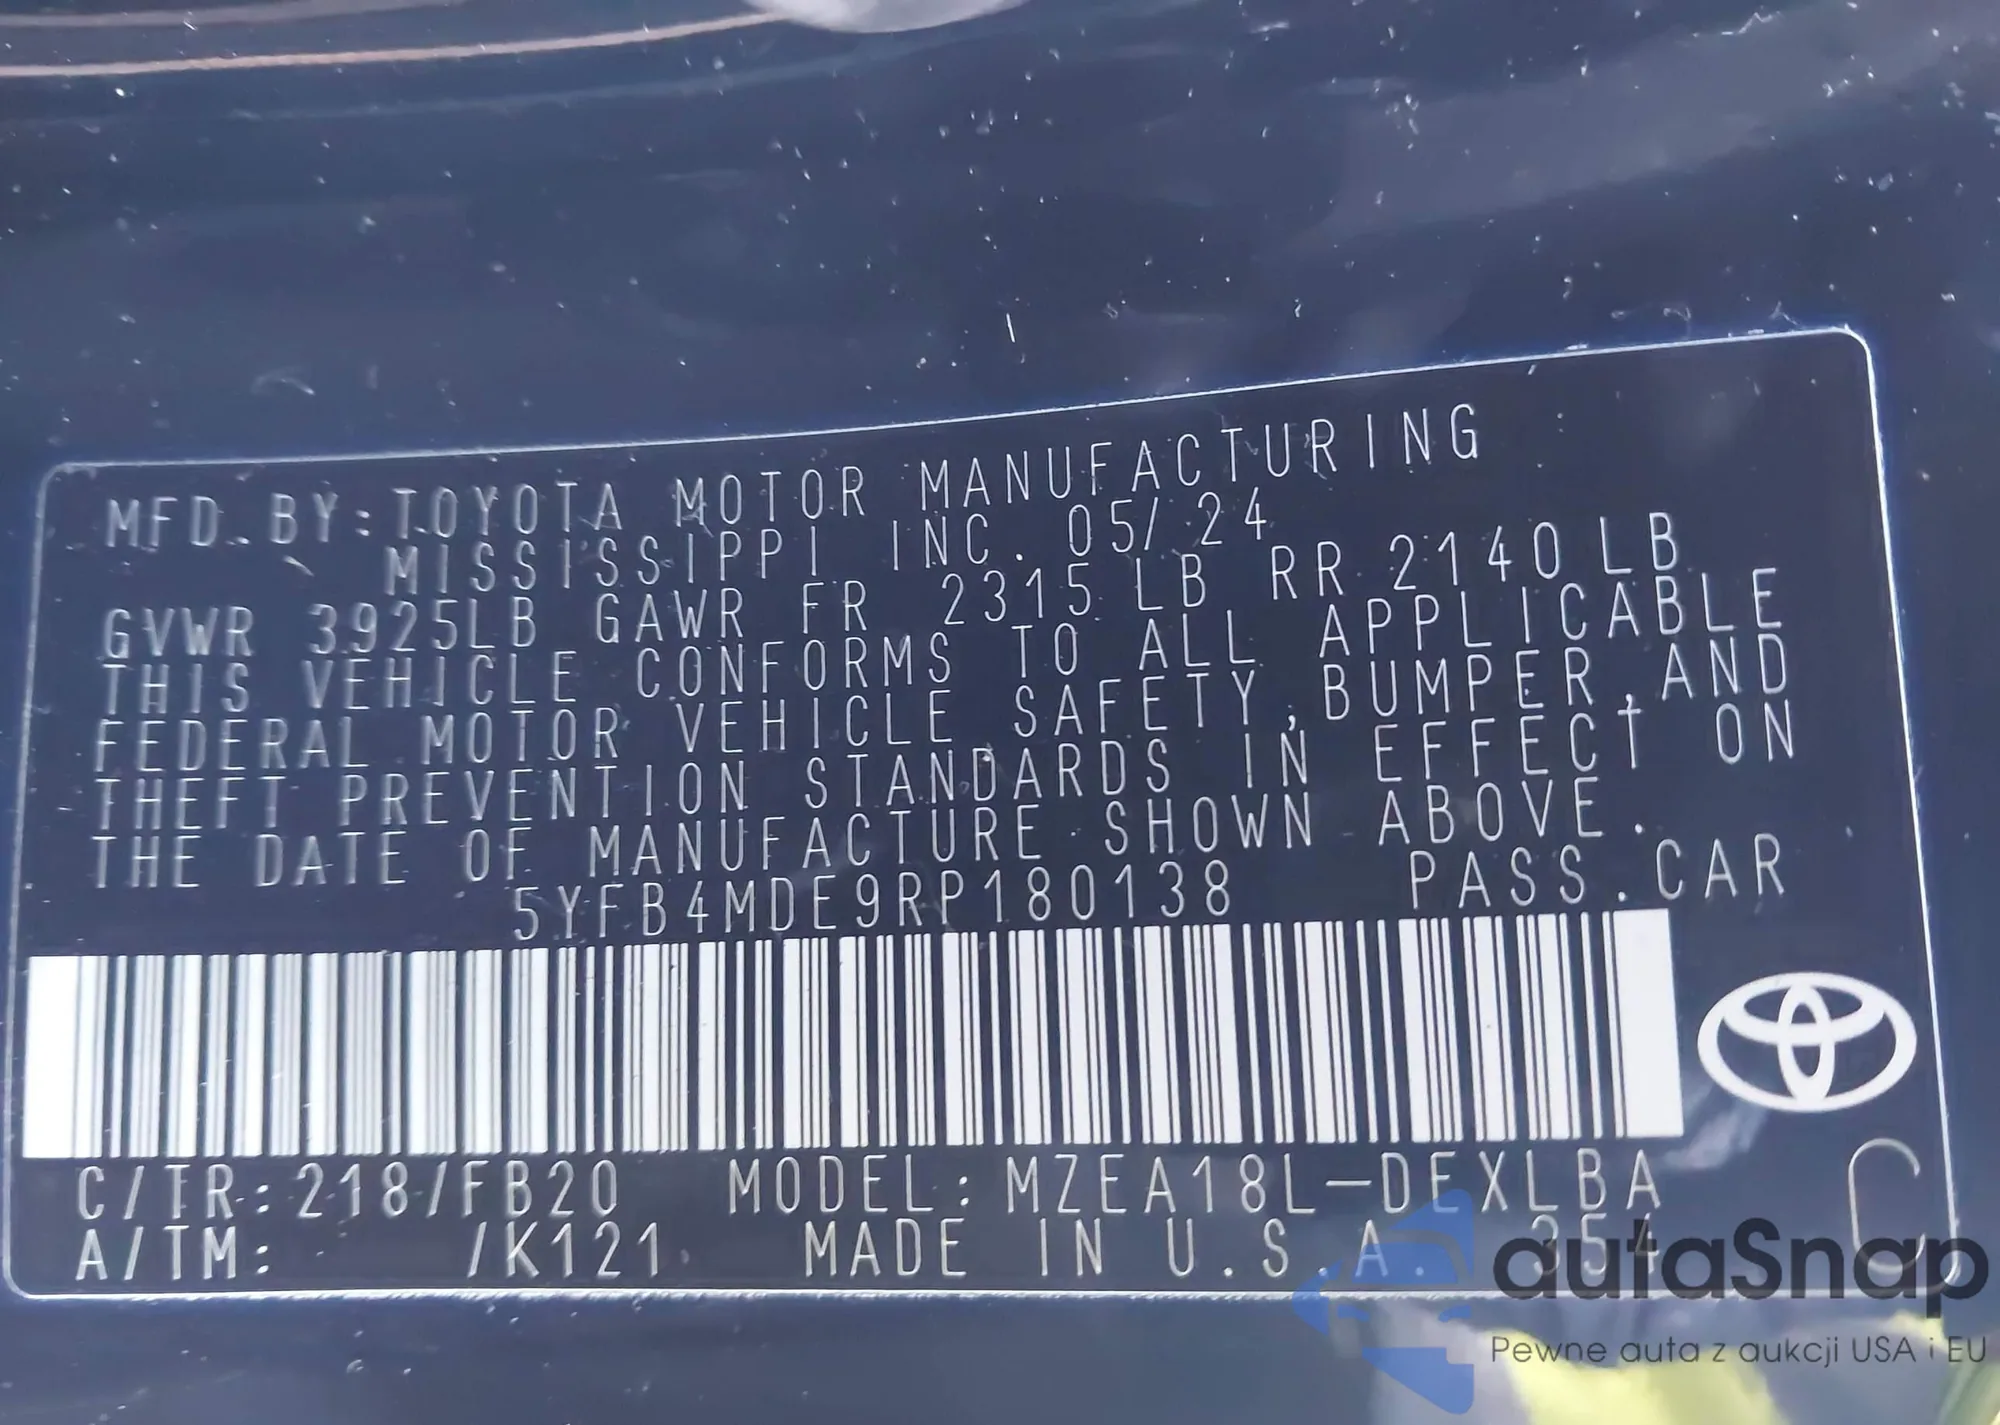 MFD. BY:TOYOTA MOTOR MANUFACTURING
MISSISSIPPI INC. 05/24
GVWR 3925LB GAWR FR 2315 LB RR 2140 LB
THIS VEHICLE CONFORMS TO ALL APPLICABLE
FEDERAL MOTOR VEHICLE SAFETY,BUMPER,AND
THEFT PREVENTION STANDARDS IN EFFECT ON
THE DATE OF MANUFACTURE SHOWN ABOVE.
5YFB4MDE9RP180138 PASS.CAR
C/TR:218/FB20 MODEL:MZEA18L-DEXLBA
A/TM: /K121 MADE IN U.S.A. 354
C
autaSnap
Pewne auta z aukcji USA i EU